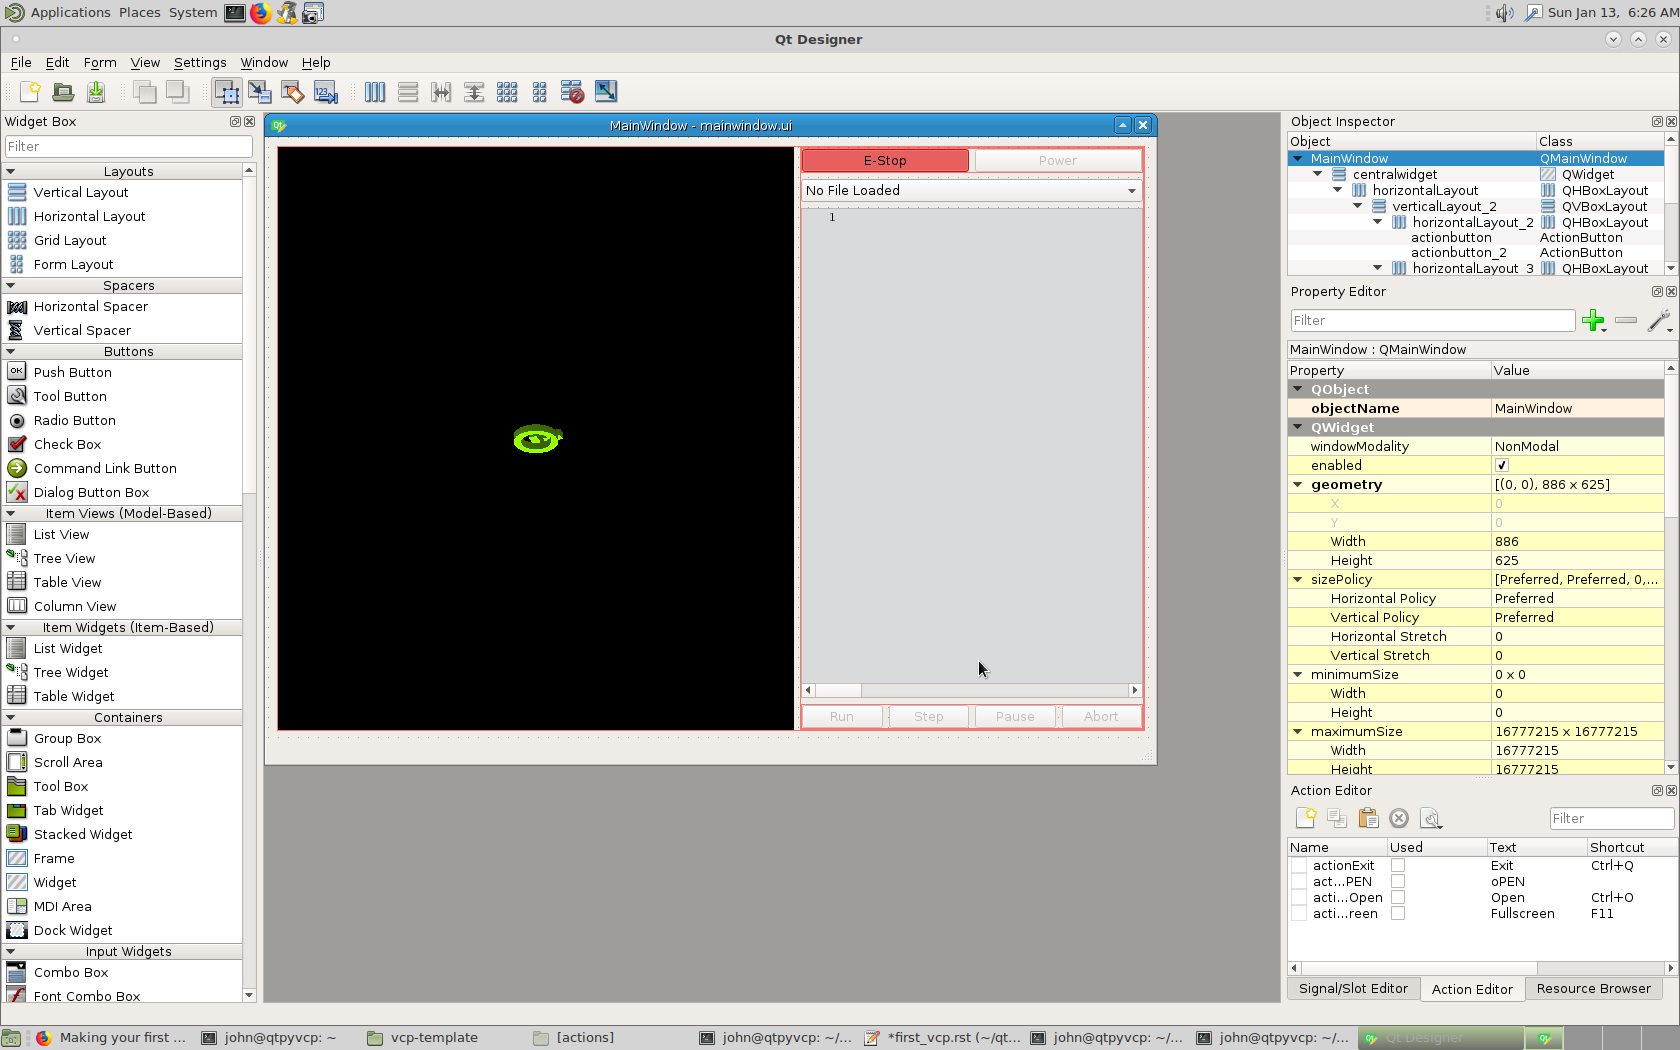 Applications Places System
Sun Jan 13, 6:26 AM
Qt Designer
File Edit Form View Settings Window Help
Widget Box
Filter
Layouts
Vertical Layout
Horizontal Layout
Grid Layout
Form Layout
Spacers
Horizontal Spacer
Vertical Spacer
Buttons
OK Push Button
Tool Button
Radio Button
Check Box
Command Link Button
Dialog Button Box
Item Views (Model-Based)
List View
Tree View
Table View
Column View
Item Widgets (Item-Based)
List Widget
Tree Widget
Table Widget
Containers
Group Box
Scroll Area
Tool Box
Tab Widget
Stacked Widget
Frame
Widget
MDI Area
Dock Widget
Input Widgets
Combo Box
Font Combo Box
MainWindow - mainwindow.ui
E-Stop Power
No File Loaded
1
Run Step Pause Abort
Object Inspector
Object Class
MainWindow QMainWindow
centralwidget QWidget
horizontalLayout QHBoxLayout
verticalLayout_2 QVBoxLayout
horizontalLayout_2 QHBoxLayout
actionbutton ActionButton
actionbutton_2 ActionButton
horizontalLayout_3 QHBoxLayout
Property Editor
Filter
MainWindow : QMainWindow
Property Value
QObject
objectName MainWindow
QWidget
windowModality NonModal
enabled
geometry [(0, 0), 886 x 625]
X 0
Y 0
Width 886
Height 625
sizePolicy [Preferred, Preferred, 0,...
Horizontal Policy Preferred
Vertical Policy Preferred
Horizontal Stretch 0
Vertical Stretch 0
minimumSize 0 x 0
Width 0
Height 0
maximumSize 16777215 x 16777215
Width 16777215
Height 16777215
Action Editor
Filter
Name Used Text Shortcut
actionExit Exit Ctrl+Q
act...PEN oPEN
acti...Open Open Ctrl+O
acti...reen Fullscreen F11
Signal/Slot Editor Action Editor Resource Browser
Making your first ... john@qtpyvcp: ~ vcp-template [actions] john@qtpyvcp: ~/... *first_vcp.rst (~/qt... john@qtpyvcp: ~/... john@qtpyvcp: ~/... Qt Designer